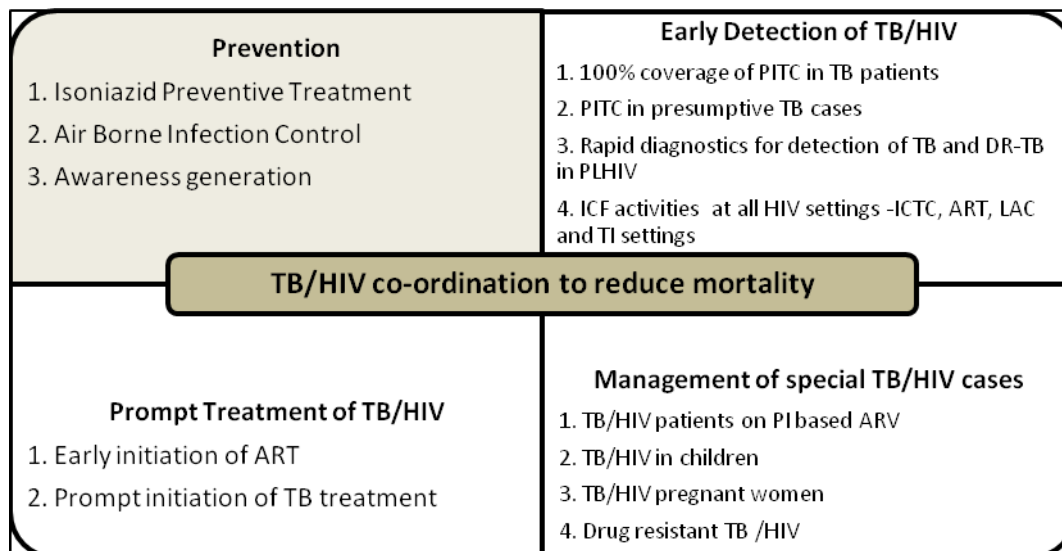 Prevention
1. Isoniazid Preventive Treatment
2. Air Borne Infection Control
3. Awareness generation
Early Detection of TB/HIV
1. 100% coverage of PITC in TB patients
2. PITC in presumptive TB cases
3. Rapid diagnostics for detection of TB and DR-TB
in PLHIV
4. ICF activities at all HIV settings -ICTC, ART, LAC
and TI settings
TB/HIV co-ordination to reduce mortality
Prompt Treatment of TB/HIV
1. Early initiation of ART
2. Prompt initiation of TB treatment
Management of special TB/HIV cases
1. TB/HIV patients on PI based ARV
2. TB/HIV in children
3. TB/HIV pregnant women
4. Drug resistant TB /HIV